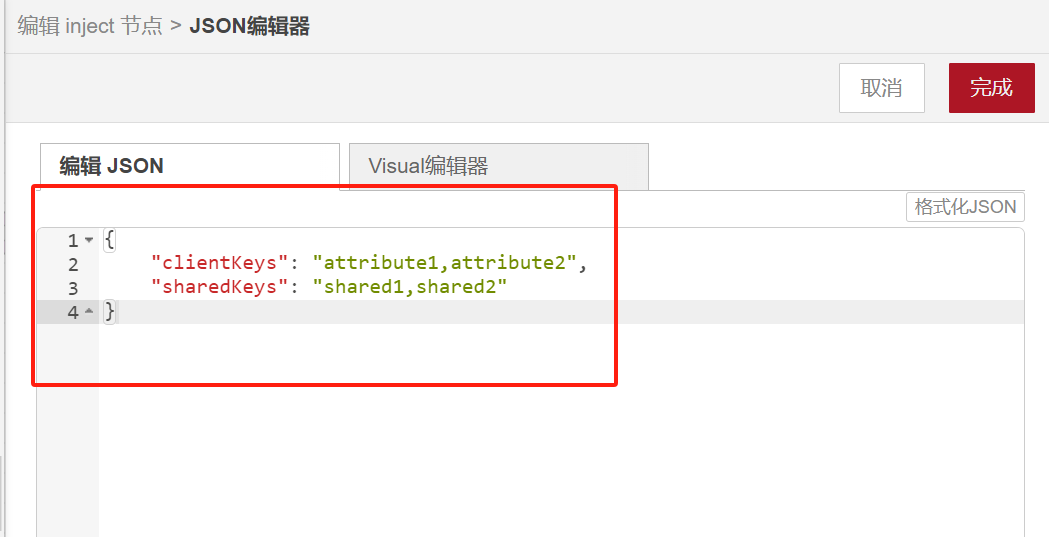 编辑 inject 节点 > JSON编辑器
取消 完成
编辑 JSON Visual编辑器
格式化JSON
1 {
2 "clientKeys": "attribute1,attribute2",
3 "sharedKeys": "shared1,shared2"
4 }